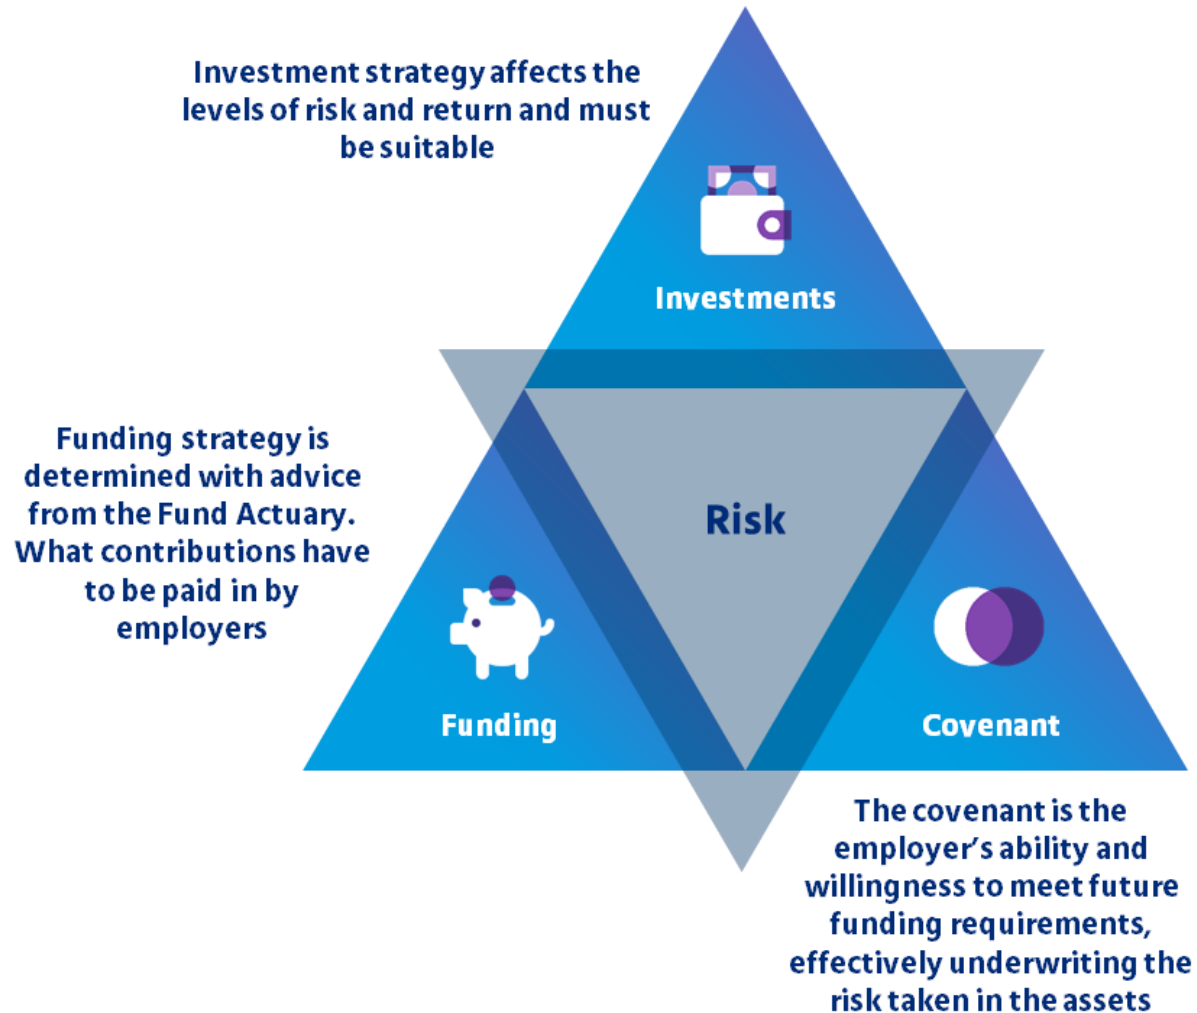 Investment strategy affects the
levels of risk and return and must
be suitable
Investments
Funding strategy is
determined with advice
from the Fund Actuary.
What contributions have
to be paid in by
employers
Risk
Funding
Covenant
The covenant is the
employer’s ability and
willingness to meet future
funding requirements,
effectively underwriting the
risk taken in the assets